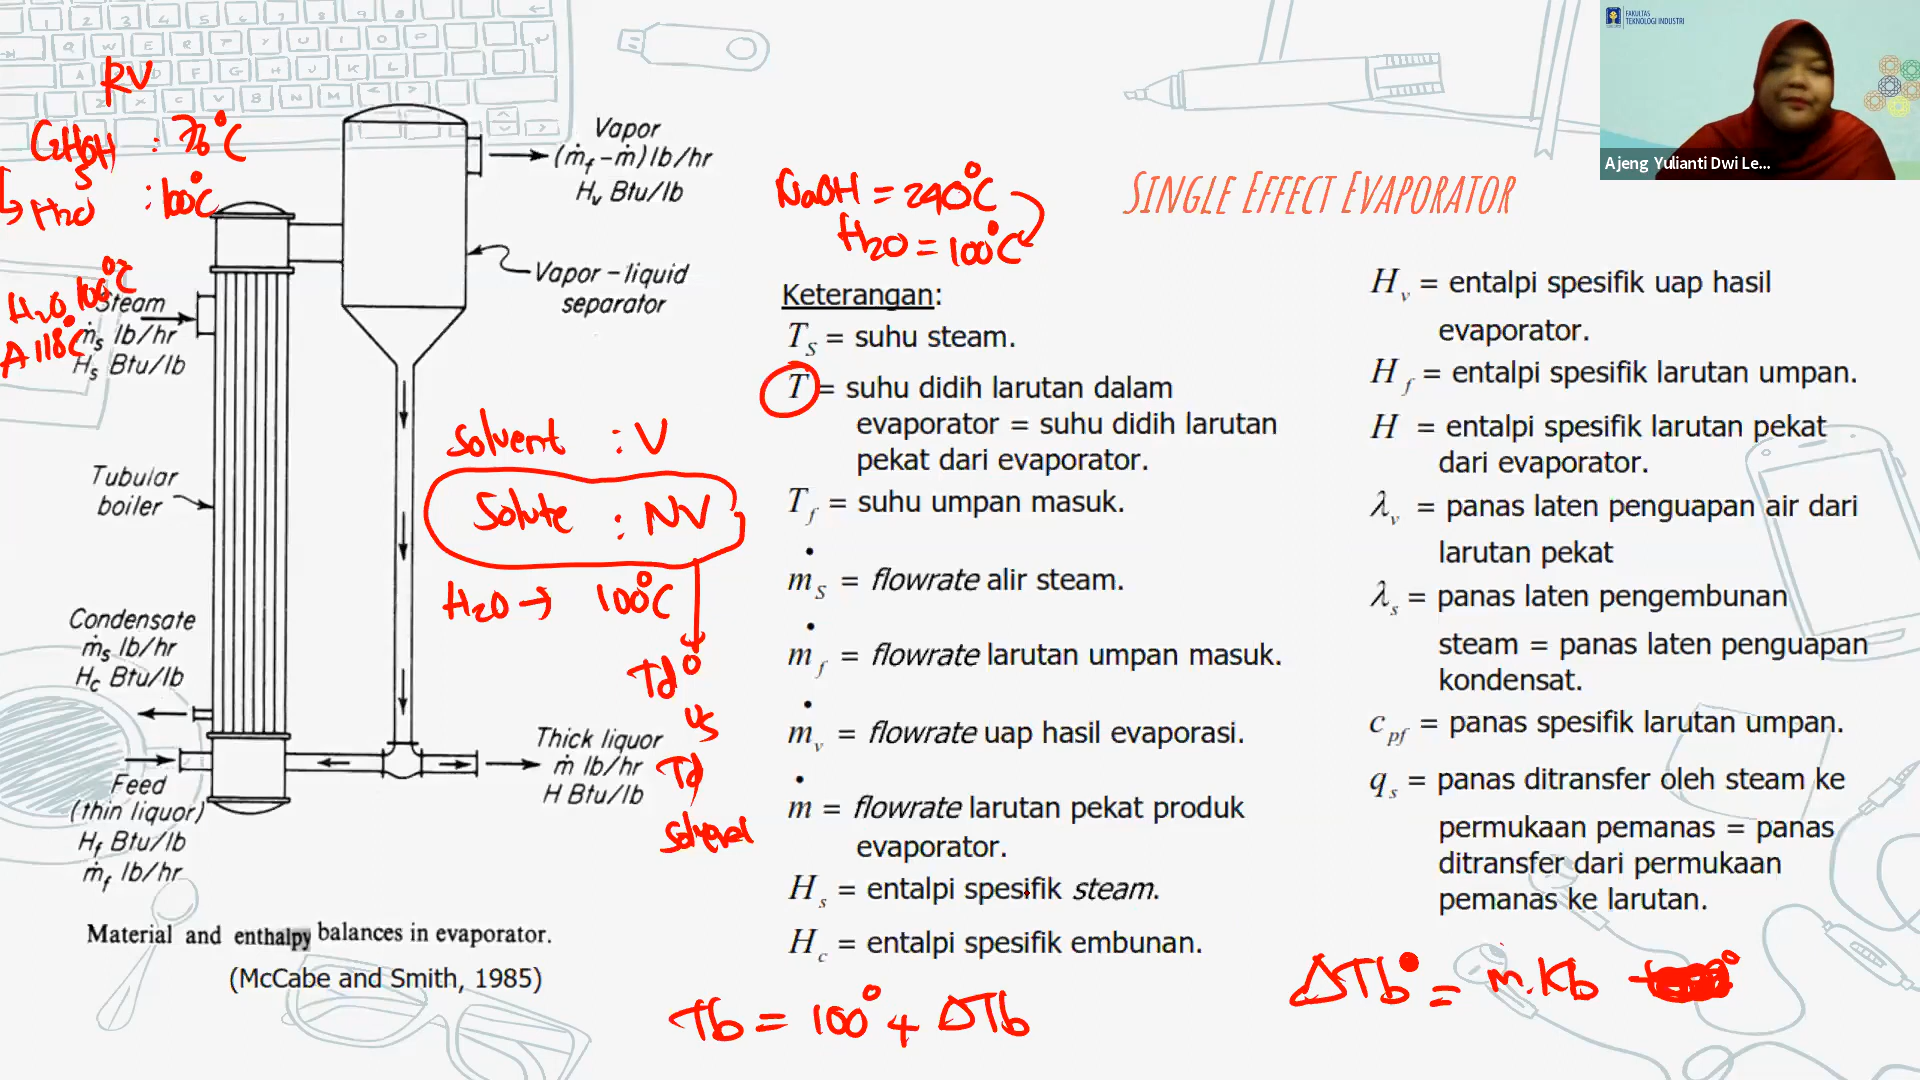 FAKULTAS
TEKNOLOGI INDUSTRI
Ajeng Yulianti Dwi Le...
SINGLE EFFECT EVAPORATOR
RV
C2H5OH : 78°C
H2O : 100°C
H2O 100°C
A 118°C
Vapor
(ṁf – ṁ) lb/hr
Hv Btu/lb
Vapor – liquid
separator
Steam
ṁs lb/hr
Hs Btu/lb
Tubular
boiler
Condensate
ṁs lb/hr
Hc Btu/lb
Feed
(thin liquor)
Hf Btu/lb
ṁf lb/hr
Thick liquor
ṁ lb/hr
H Btu/lb
Material and enthalpy balances in evaporator.
(McCabe and Smith, 1985)
Solvent : V
Solute : NV
H2O → 100°C
Td°
vs
Td
NaOH = 240°C
H2O = 100°C
Keterangan:
Ts = suhu steam.
T = suhu didih larutan dalam
evaporator = suhu didih larutan
pekat dari evaporator.
Tf = suhu umpan masuk.
ṁs = flowrate alir steam.
ṁf = flowrate larutan umpan masuk.
ṁv = flowrate uap hasil evaporasi.
ṁ = flowrate larutan pekat produk
evaporator.
Hs = entalpi spesifik steam.
Hc = entalpi spesifik embunan.
Hv = entalpi spesifik uap hasil
evaporator.
Hf = entalpi spesifik larutan umpan.
H = entalpi spesifik larutan pekat
dari evaporator.
λv = panas laten penguapan air dari
larutan pekat
λs = panas laten pengembunan
steam = panas laten penguapan
kondensat.
cpf = panas spesifik larutan umpan.
qs = panas ditransfer oleh steam ke
permukaan pemanas = panas
ditransfer dari permukaan
pemanas ke larutan.
Tb = 100° + ΔTb
ΔTb° = m.Kb